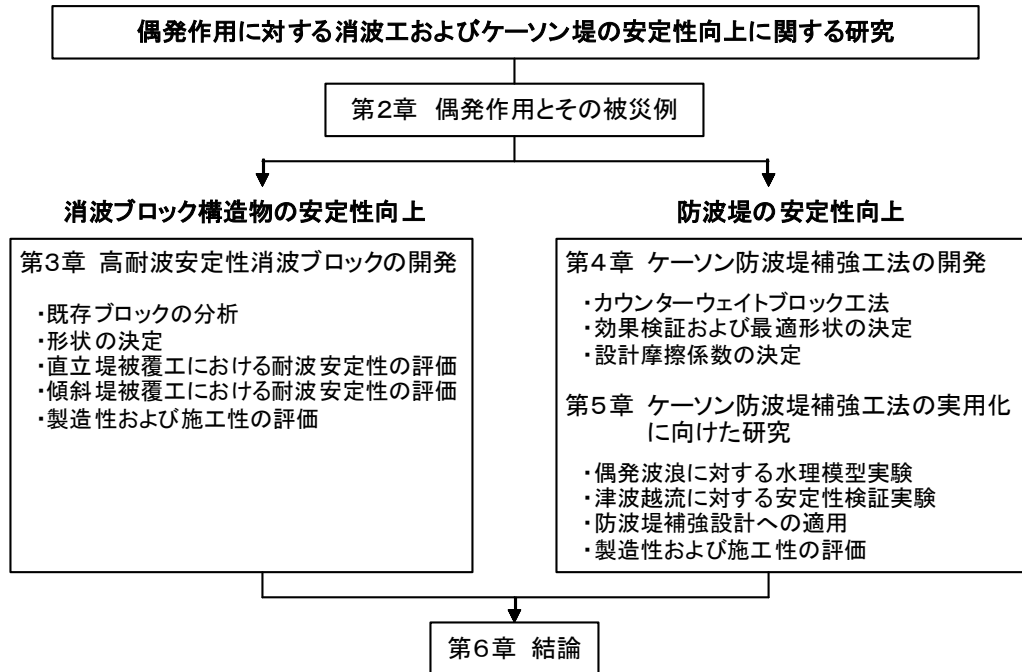 偶発作用に対する消波工およびケーソン堤の安定性向上に関する研究
第2章 偶発作用とその被災例
消波ブロック構造物の安定性向上
第3章 高耐波安定性消波ブロックの開発
・既存ブロックの分析
・形状の決定
・直立堤被覆工における耐波安定性の評価
・傾斜堤被覆工における耐波安定性の評価
・製造性および施工性の評価
防波堤の安定性向上
第4章 ケーソン防波堤補強工法の開発
・カウンターウェイトブロック工法
・効果検証および最適形状の決定
・設計摩擦係数の決定
第5章 ケーソン防波堤補強工法の実用化
に向けた研究
・偶発波浪に対する水理模型実験
・津波越流に対する安定性検証実験
・防波堤補強設計への適用
・製造性および施工性の評価
第6章 結論